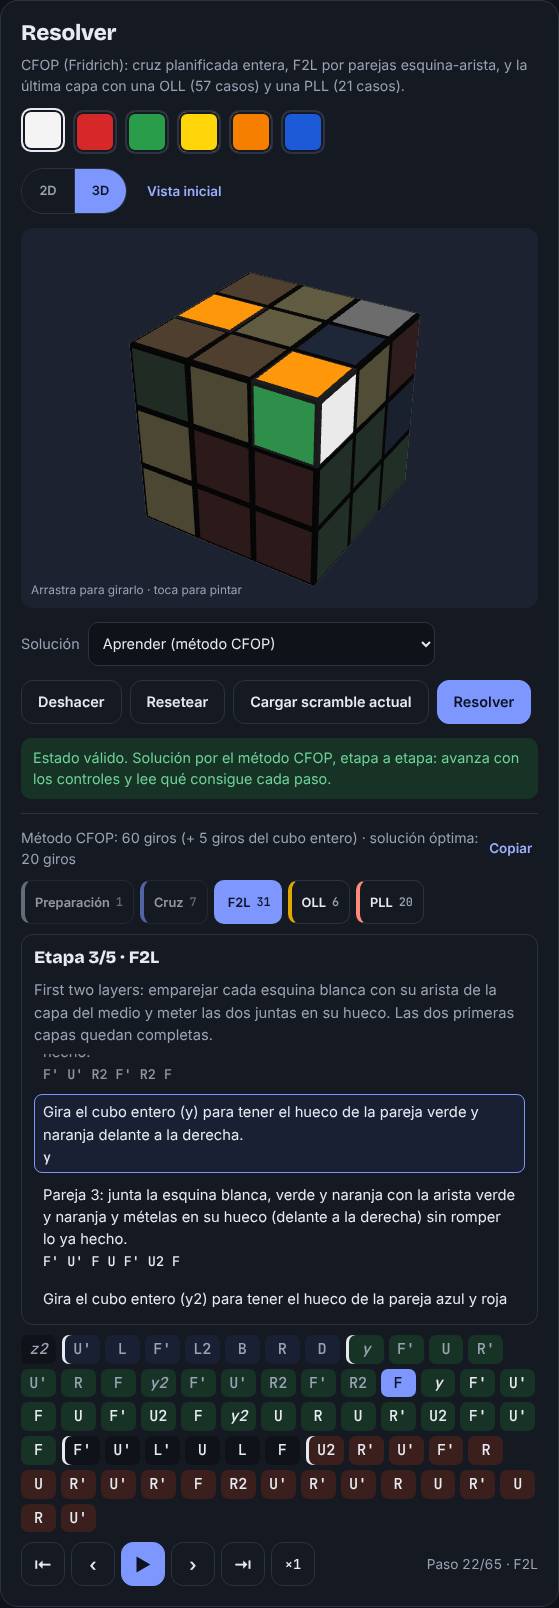 Resolver
CFOP (Fridrich): cruz planificada entera, F2L por parejas esquina-arista, y la
última capa con una OLL (57 casos) y una PLL (21 casos).
2D 3D Vista inicial
Arrastra para girarlo · toca para pintar
Solución Aprender (método CFOP)
Deshacer Resetear Cargar scramble actual Resolver
Estado válido. Solución por el método CFOP, etapa a etapa: avanza con
los controles y lee qué consigue cada paso.
Método CFOP: 60 giros (+ 5 giros del cubo entero) · solución óptima:
20 giros
Copiar
Preparación 1 Cruz 7 F2L 31 OLL 6 PLL 20
Etapa 3/5 · F2L
First two layers: emparejar cada esquina blanca con su arista de la
capa del medio y meter las dos juntas en su hueco. Las dos primeras
capas quedan completas.
hecho.
F' U' R2 F' R2 F
Gira el cubo entero (y) para tener el hueco de la pareja verde y
naranja delante a la derecha.
y
Pareja 3: junta la esquina blanca, verde y naranja con la arista verde
y naranja y mételas en su hueco (delante a la derecha) sin romper
lo ya hecho.
F' U' F U F' U2 F
Gira el cubo entero (y2) para tener el hueco de la pareja azul y roja
z2 U' L F' L2 B R D y F' U R'
U' R F y2 F' U' R2 F' R2 F y F' U'
F U F' U2 F y2 U R U R' U2 F' U'
F F' U' L' U L F U2 R' U' F' R
U R' U' R' F R2 U' R' U' R U R' U
R U'
×1 Paso 22/65 · F2L